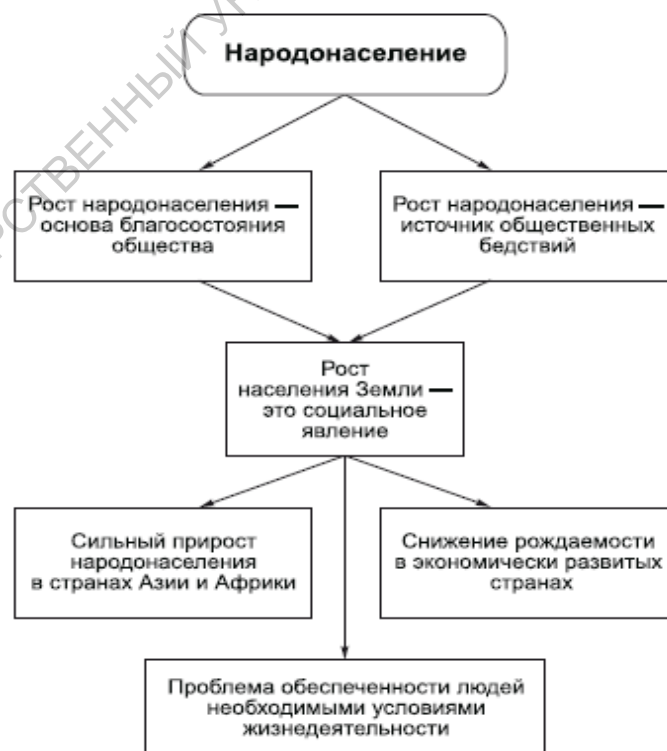 Народонаселение
Рост народонаселения —
основа благосостояния
общества
Рост народонаселения —
источник общественных
бедствий
Рост
населения Земли —
это социальное
явление
Сильный прирост
народонаселения
в странах Азии и Африки
Снижение рождаемости
в экономически развитых
странах
Проблема обеспеченности людей
необходимыми условиями
жизнедеятельности